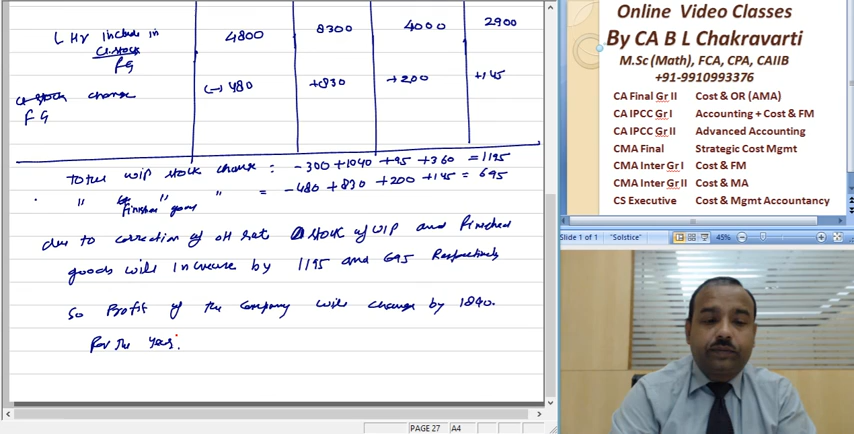 L Hr include in 4800 8300 4000 2900
Cl. stock
FG
Cl stock change (-) 480 +830 +200 +145
FG
Total WIP stock change : -300 +1040 +95 +360 = 1195
" " " = -480 +830 +200 +145 = 695
Finished goods
due to correction of OH rate stock of WIP and Finished
goods will increase by 1195 and 695 Respectively
So Profit of the Company will change by 1890.
For the year.
PAGE 27 A4
Online Video Classes
By CA B L Chakravarti
M.Sc (Math), FCA, CPA, CAIIB
+91-9910993376
CA Final Gr II Cost & OR (AMA)
CA IPCC Gr I Accounting + Cost & FM
CA IPCC Gr II Advanced Accounting
CMA Final Strategic Cost Mgmt
CMA Inter Gr I Cost & FM
CMA Inter Gr II Cost & MA
CS Executive Cost & Mgmt Accountancy
Slide 1 of 1 "Solstice" 45%